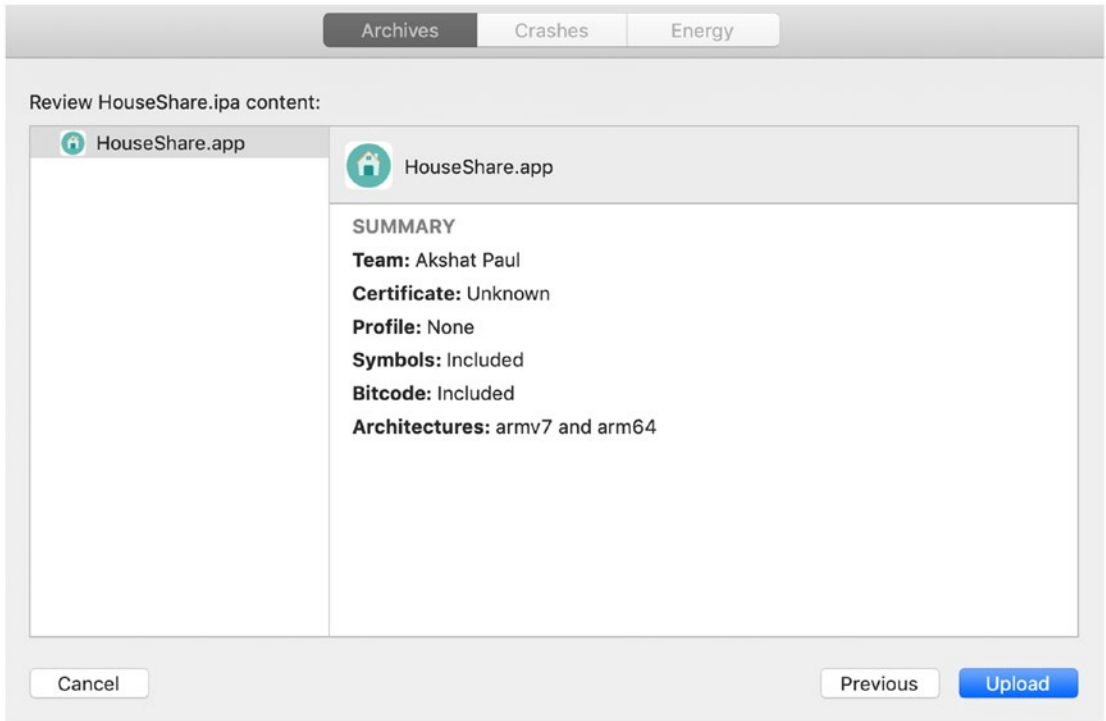 Archives Crashes Energy
Review HouseShare.ipa content:
HouseShare.app
HouseShare.app
SUMMARY
Team: Akshat Paul
Certificate: Unknown
Profile: None
Symbols: Included
Bitcode: Included
Architectures: armv7 and arm64
Cancel Previous Upload